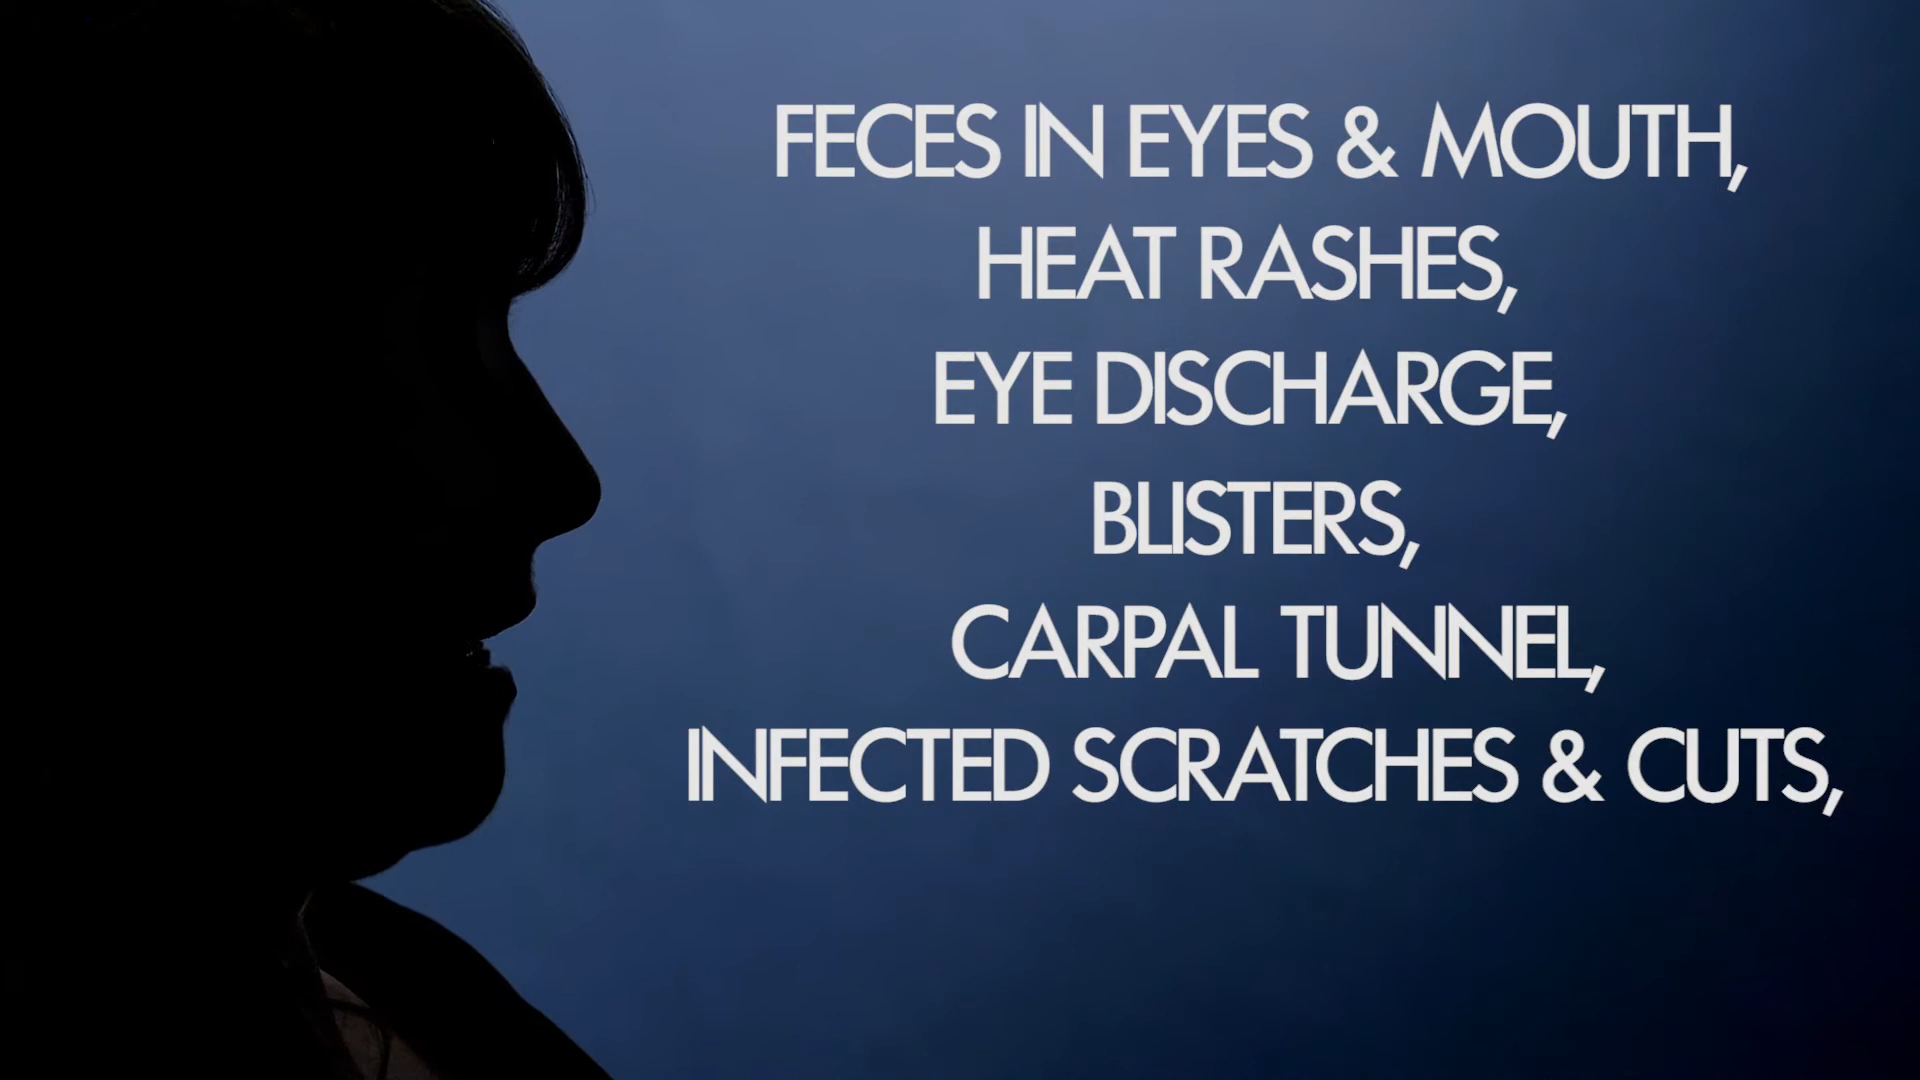 FECES IN EYES & MOUTH,
HEAT RASHES,
EYE DISCHARGE,
BLISTERS,
CARPAL TUNNEL,
INFECTED SCRATCHES & CUTS,